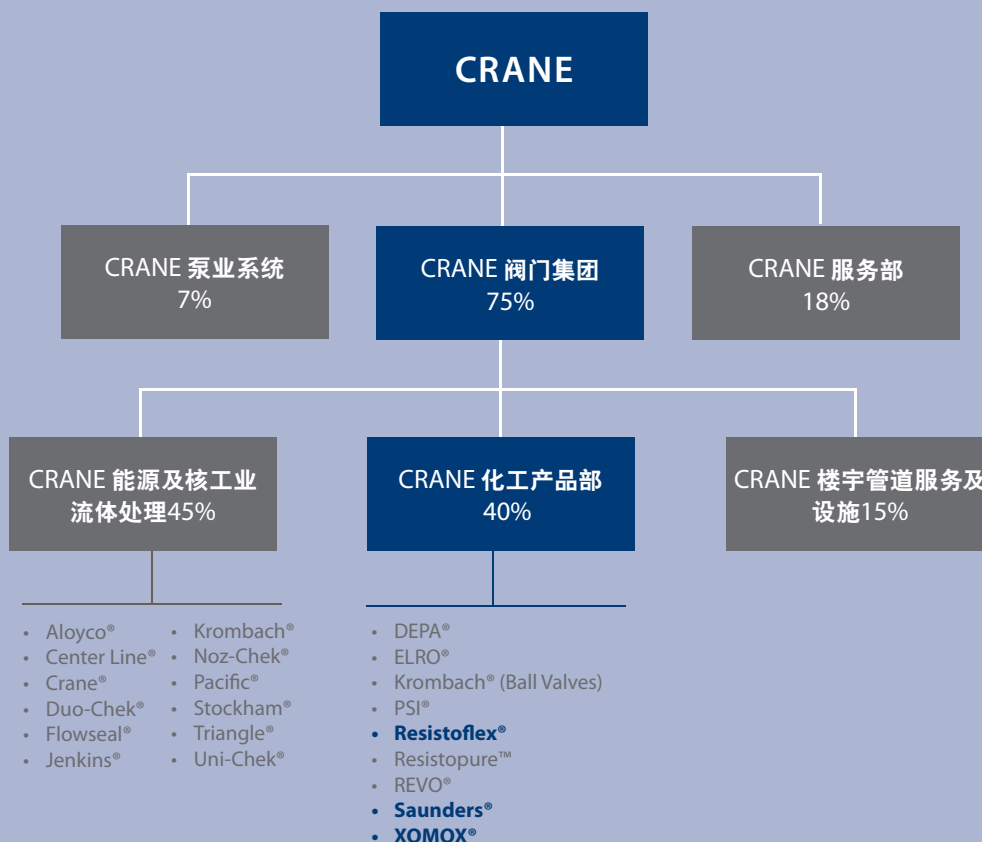 CRANE
CRANE 泵业系统
7%
CRANE 阀门集团
75%
CRANE 服务部
18%
CRANE 能源及核工业
流体处理45%
CRANE 化工产品部
40%
CRANE 楼宇管道服务及
设施15%
• Aloyco®
• Center Line®
• Crane®
• Duo-Chek®
• Flowseal®
• Jenkins®
• Krombach®
• Noz-Chek®
• Pacific®
• Stockham®
• Triangle®
• Uni-Chek®
• DEPA®
• ELRO®
• Krombach® (Ball Valves)
• PSI®
• Resistoflex®
• Resistopure™
• REVO®
• Saunders®
• XOMOX®